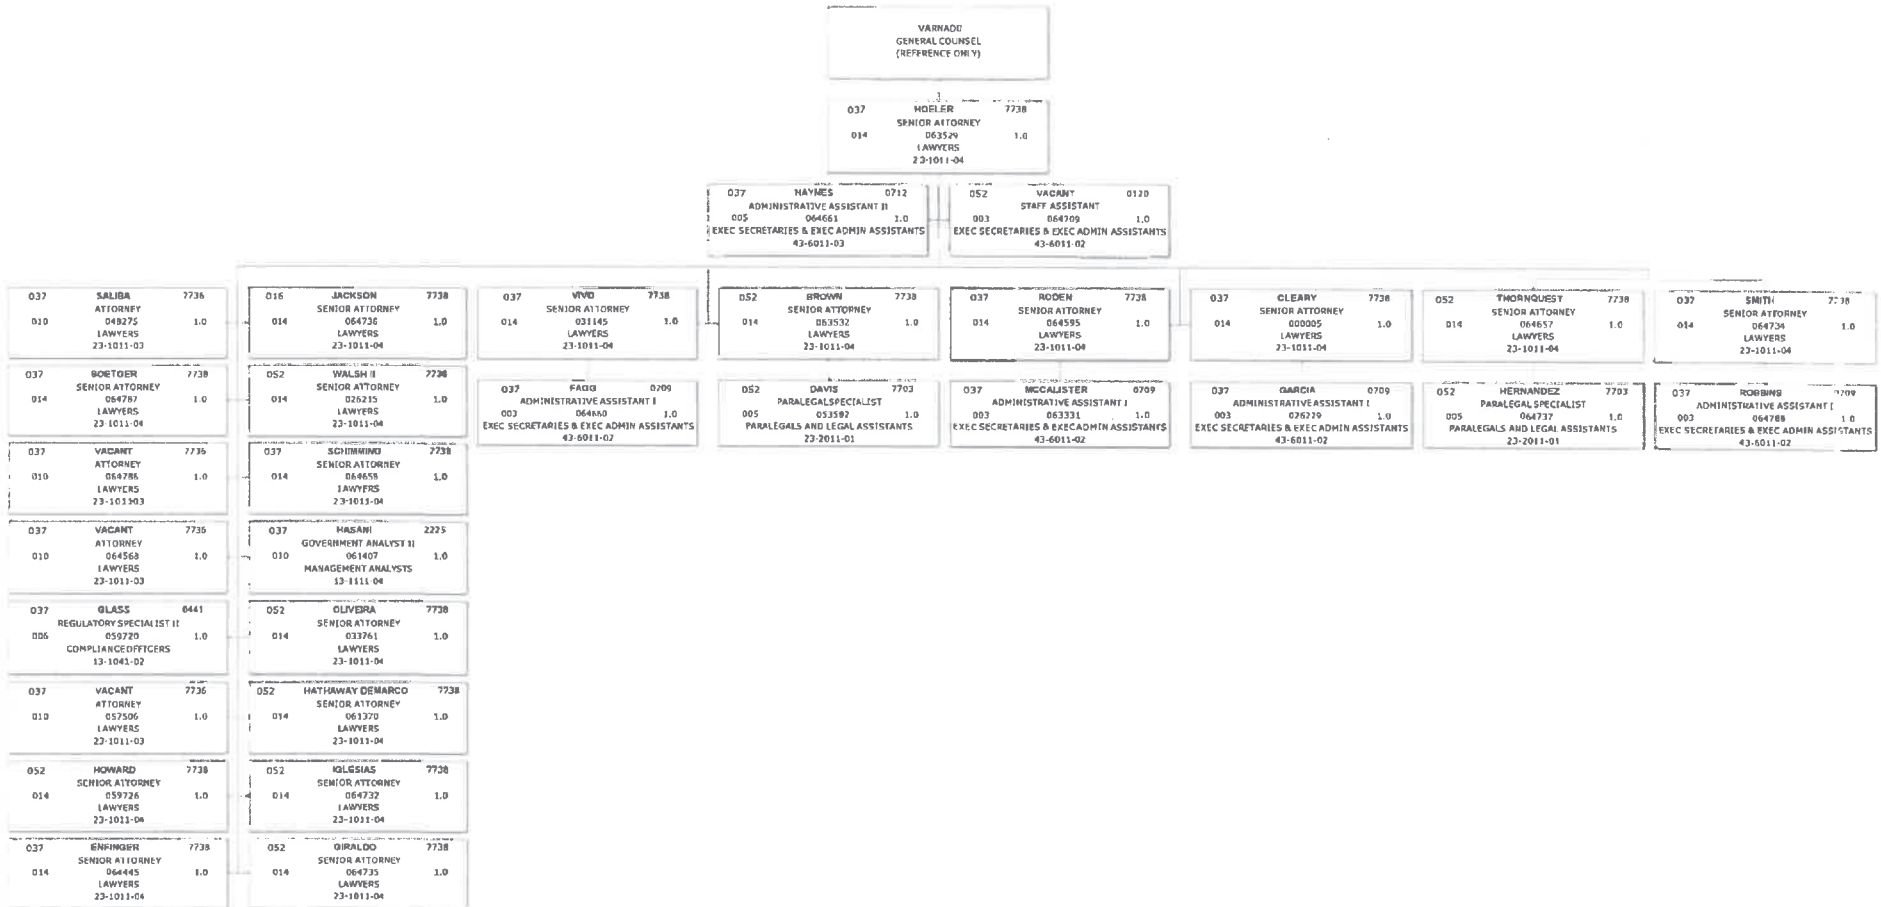 VARNADO
GENERAL COUNSEL
(REFERENCE ONLY)
1
037 HOELER 7738
SENIOR ATTORNEY
014 063529 1.0
LAWYERS
23-1011-04
037 HAYMES 0712
ADMINISTRATIVE ASSISTANT II
005 064661 1.0
EXEC SECRETARIES & EXEC ADMIN ASSISTANTS
43-6011-03
052 VACANT 0120
STAFF ASSISTANT
003 064709 1.0
EXEC SECRETARIES & EXEC ADMIN ASSISTANTS
43-6011-02
037 SALIBA 7736
ATTORNEY
010 048275 1.0
LAWYERS
23-1011-03
016 JACKSON 7738
SENIOR ATTORNEY
014 064736 1.0
LAWYERS
23-1011-04
037 VIVO 7738
SENIOR ATTORNEY
014 031145 1.0
LAWYERS
23-1011-04
052 BROWN 7738
SENIOR ATTORNEY
014 063532 1.0
LAWYERS
23-1011-04
037 RODEN 7738
SENIOR ATTORNEY
014 064595 1.0
LAWYERS
23-1011-04
037 CLEARY 7738
SENIOR ATTORNEY
014 000005 1.0
LAWYERS
23-1011-04
052 THORNQUEST 7738
SENIOR ATTORNEY
014 064657 1.0
LAWYERS
23-1011-04
037 SMITH 7738
SENIOR ATTORNEY
014 064734 1.0
LAWYERS
23-1011-04
037 BOETGER 7738
SENIOR ATTORNEY
014 064787 1.0
LAWYERS
23-1011-04
052 WALSH II 7738
SENIOR ATTORNEY
014 026215 1.0
LAWYERS
23-1011-04
037 FAGG 0709
ADMINISTRATIVE ASSISTANT I
003 064660 1.0
EXEC SECRETARIES & EXEC ADMIN ASSISTANTS
43-6011-02
052 DAVIS 7703
PARALEGAL SPECIALIST
005 053592 1.0
PARALEGALS AND LEGAL ASSISTANTS
23-2011-01
037 MCCALISTER 0709
ADMINISTRATIVE ASSISTANT I
003 063331 1.0
EXEC SECRETARIES & EXEC ADMIN ASSISTANTS
43-6011-02
037 GARCIA 0709
ADMINISTRATIVE ASSISTANT I
003 026229 1.0
EXEC SECRETARIES & EXEC ADMIN ASSISTANTS
43-6011-02
052 HERNANDEZ 7703
PARALEGAL SPECIALIST
005 064737 1.0
PARALEGALS AND LEGAL ASSISTANTS
23-2011-01
037 ROBBINS 0709
ADMINISTRATIVE ASSISTANT I
003 064788 1.0
EXEC SECRETARIES & EXEC ADMIN ASSISTANTS
43-6011-02
037 VACANT 7736
ATTORNEY
010 064786 1.0
LAWYERS
23-1011-03
037 SCHIMMING 7738
SENIOR ATTORNEY
014 064658 1.0
LAWYERS
23-1011-04
037 VACANT 7736
ATTORNEY
010 064568 1.0
LAWYERS
23-1011-03
037 HASANI 2225
GOVERNMENT ANALYST II
010 061407 1.0
MANAGEMENT ANALYSTS
13-1111-04
037 GLASS 0441
REGULATORY SPECIALIST II
006 059720 1.0
COMPLIANCE OFFICERS
13-1041-02
052 OLIVEIRA 7738
SENIOR ATTORNEY
014 033761 1.0
LAWYERS
23-1011-04
037 VACANT 7736
ATTORNEY
010 057506 1.0
LAWYERS
23-1011-03
052 HATHAWAY DEMARCO 7738
SENIOR ATTORNEY
014 061370 1.0
LAWYERS
23-1011-04
052 HOWARD 7738
SENIOR ATTORNEY
014 059726 1.0
LAWYERS
23-1011-04
052 IGLESIAS 7738
SENIOR ATTORNEY
014 064732 1.0
LAWYERS
23-1011-04
037 ENFINGER 7738
SENIOR ATTORNEY
014 064445 1.0
LAWYERS
23-1011-04
052 GIRALDO 7738
SENIOR ATTORNEY
014 064735 1.0
LAWYERS
23-1011-04